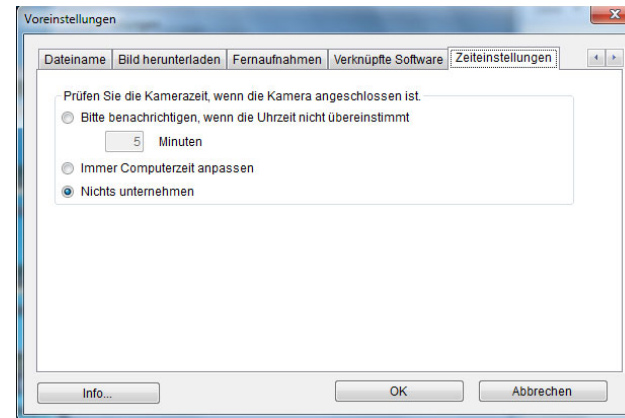 Voreinstellungen
Dateiname Bild herunterladen Fernaufnahmen Verknüpfte Software Zeiteinstellungen
Prüfen Sie die Kamerazeit, wenn die Kamera angeschlossen ist.
Bitte benachrichtigen, wenn die Uhrzeit nicht übereinstimmt
5 Minuten
Immer Computerzeit anpassen
Nichts unternehmen
Info... OK Abbrechen